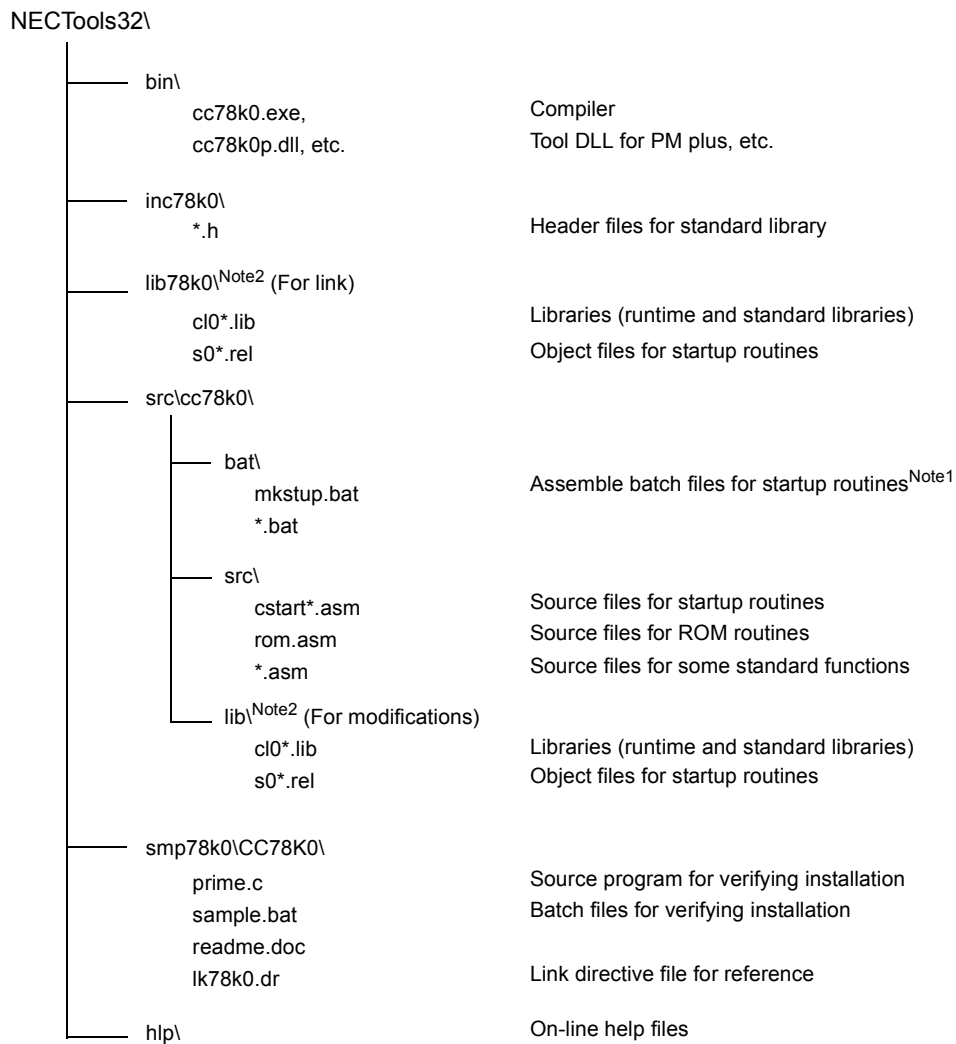 NECTools32\
bin\
cc78k0.exe, Compiler
cc78k0p.dll, etc. Tool DLL for PM plus, etc.
inc78k0\
*.h Header files for standard library
lib78k0\Note2 (For link)
cl0*.lib Libraries (runtime and standard libraries)
s0*.rel Object files for startup routines
src\cc78k0\
bat\
mkstup.bat Assemble batch files for startup routinesNote1
*.bat
src\
cstart*.asm Source files for startup routines
rom.asm Source files for ROM routines
*.asm Source files for some standard functions
lib\Note2 (For modifications)
cl0*.lib Libraries (runtime and standard libraries)
s0*.rel Object files for startup routines
smp78k0\CC78K0\
prime.c Source program for verifying installation
sample.bat Batch files for verifying installation
readme.doc
lk78k0.dr Link directive file for reference
hlp\ On-line help files